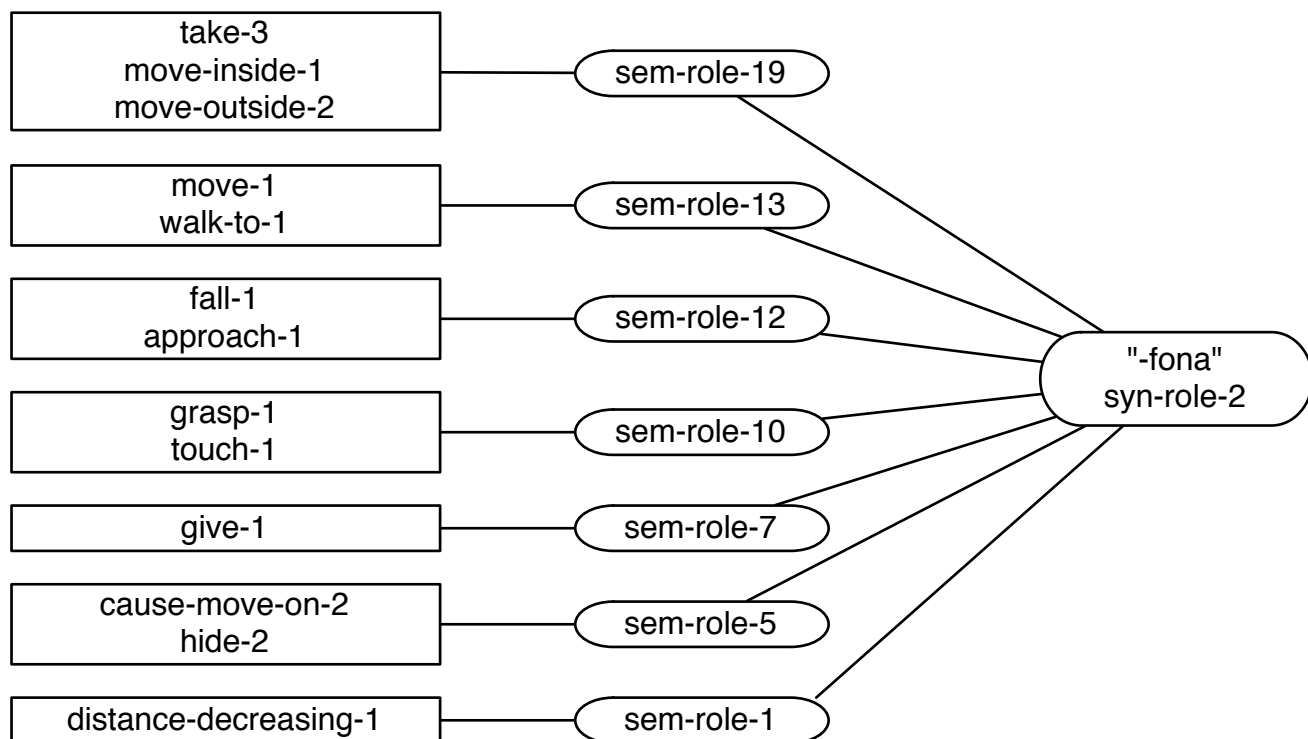 take-3
move-inside-1
move-outside-2
sem-role-19
move-1
walk-to-1
sem-role-13
fall-1
approach-1
sem-role-12
"-fona"
syn-role-2
grasp-1
touch-1
sem-role-10
give-1
sem-role-7
cause-move-on-2
hide-2
sem-role-5
distance-decreasing-1
sem-role-1